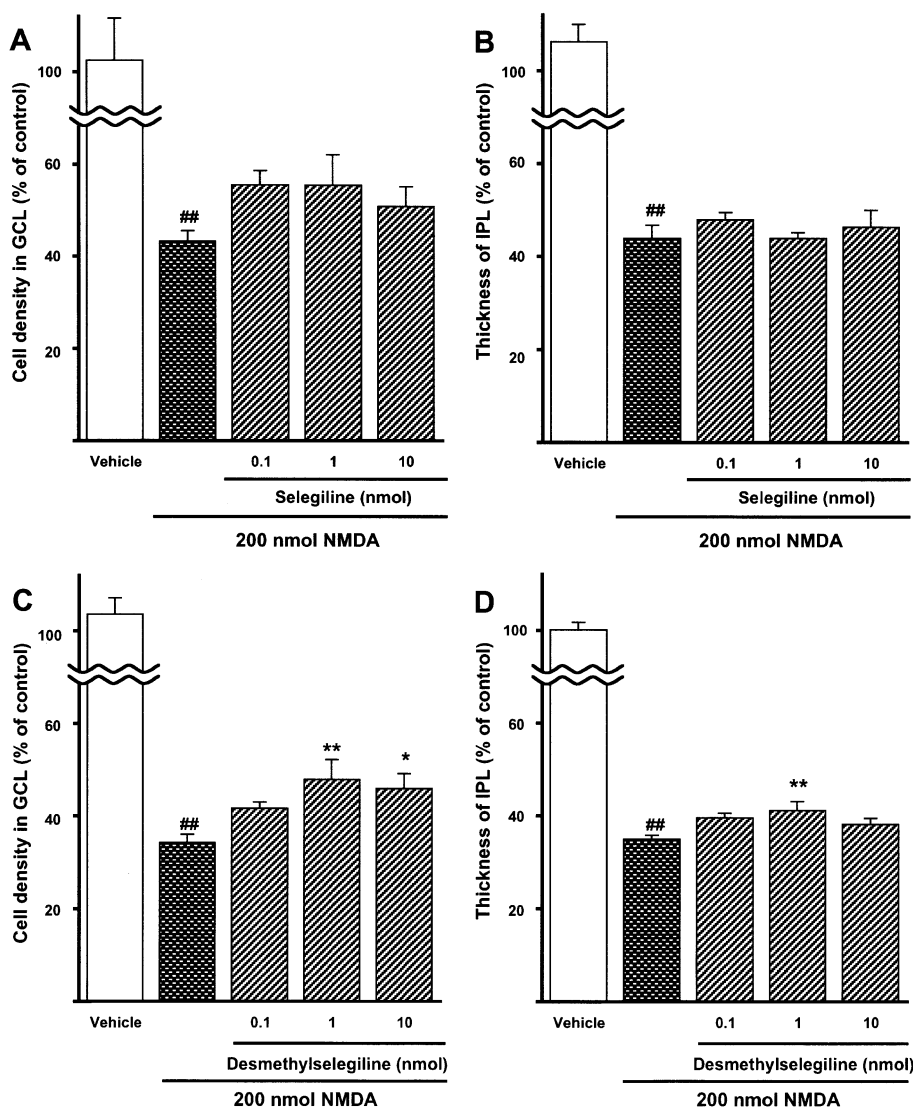 A
Cell density in GCL (% of control)
100
60
40
20
##
Vehicle
0.1 1 10
Selegiline (nmol)
200 nmol NMDA
B
Thickness of IPL (% of control)
100
60
40
20
##
Vehicle
0.1 1 10
Selegiline (nmol)
200 nmol NMDA
C
Cell density in GCL (% of control)
100
60
40
20
##
**
*
Vehicle
0.1 1 10
Desmethylselegiline (nmol)
200 nmol NMDA
D
Thickness of IPL (% of control)
100
60
40
20
##
**
Vehicle
0.1 1 10
Desmethylselegiline (nmol)
200 nmol NMDA